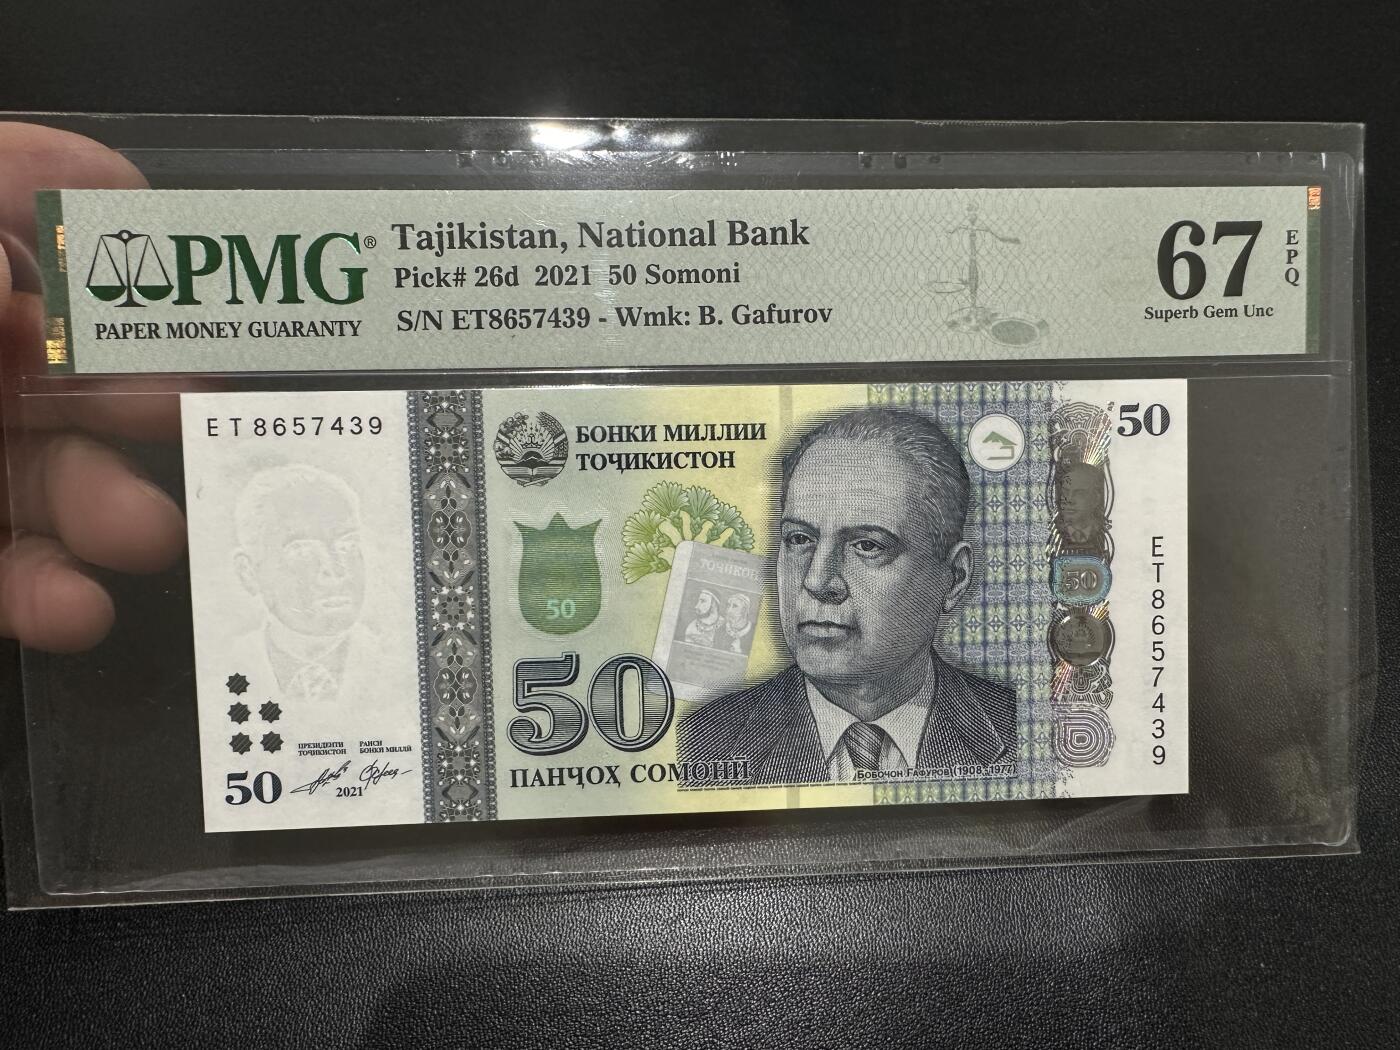 PMG®
PAPER MONEY GUARANTY
Tajikistan, National Bank
Pick# 26d 2021 50 Somoni
S/N ET8657439 - Wmk: B. Gafurov
67
EPQ
Superb Gem Unc
ET8657439
БОНКИ МИЛЛИИ
ТОҶИКИСТОН
50
50
ТОҶИКОН
50
50
ПАНҶОҲ СОМОНИ
БОБОҶОН ҒАФУРОВ (1908-1977)
ET8657439
ПРЕЗИДЕНТИ
ТОҶИКИСТОН
РАИСИ
БОНКИ МИЛЛӢ
50
2021